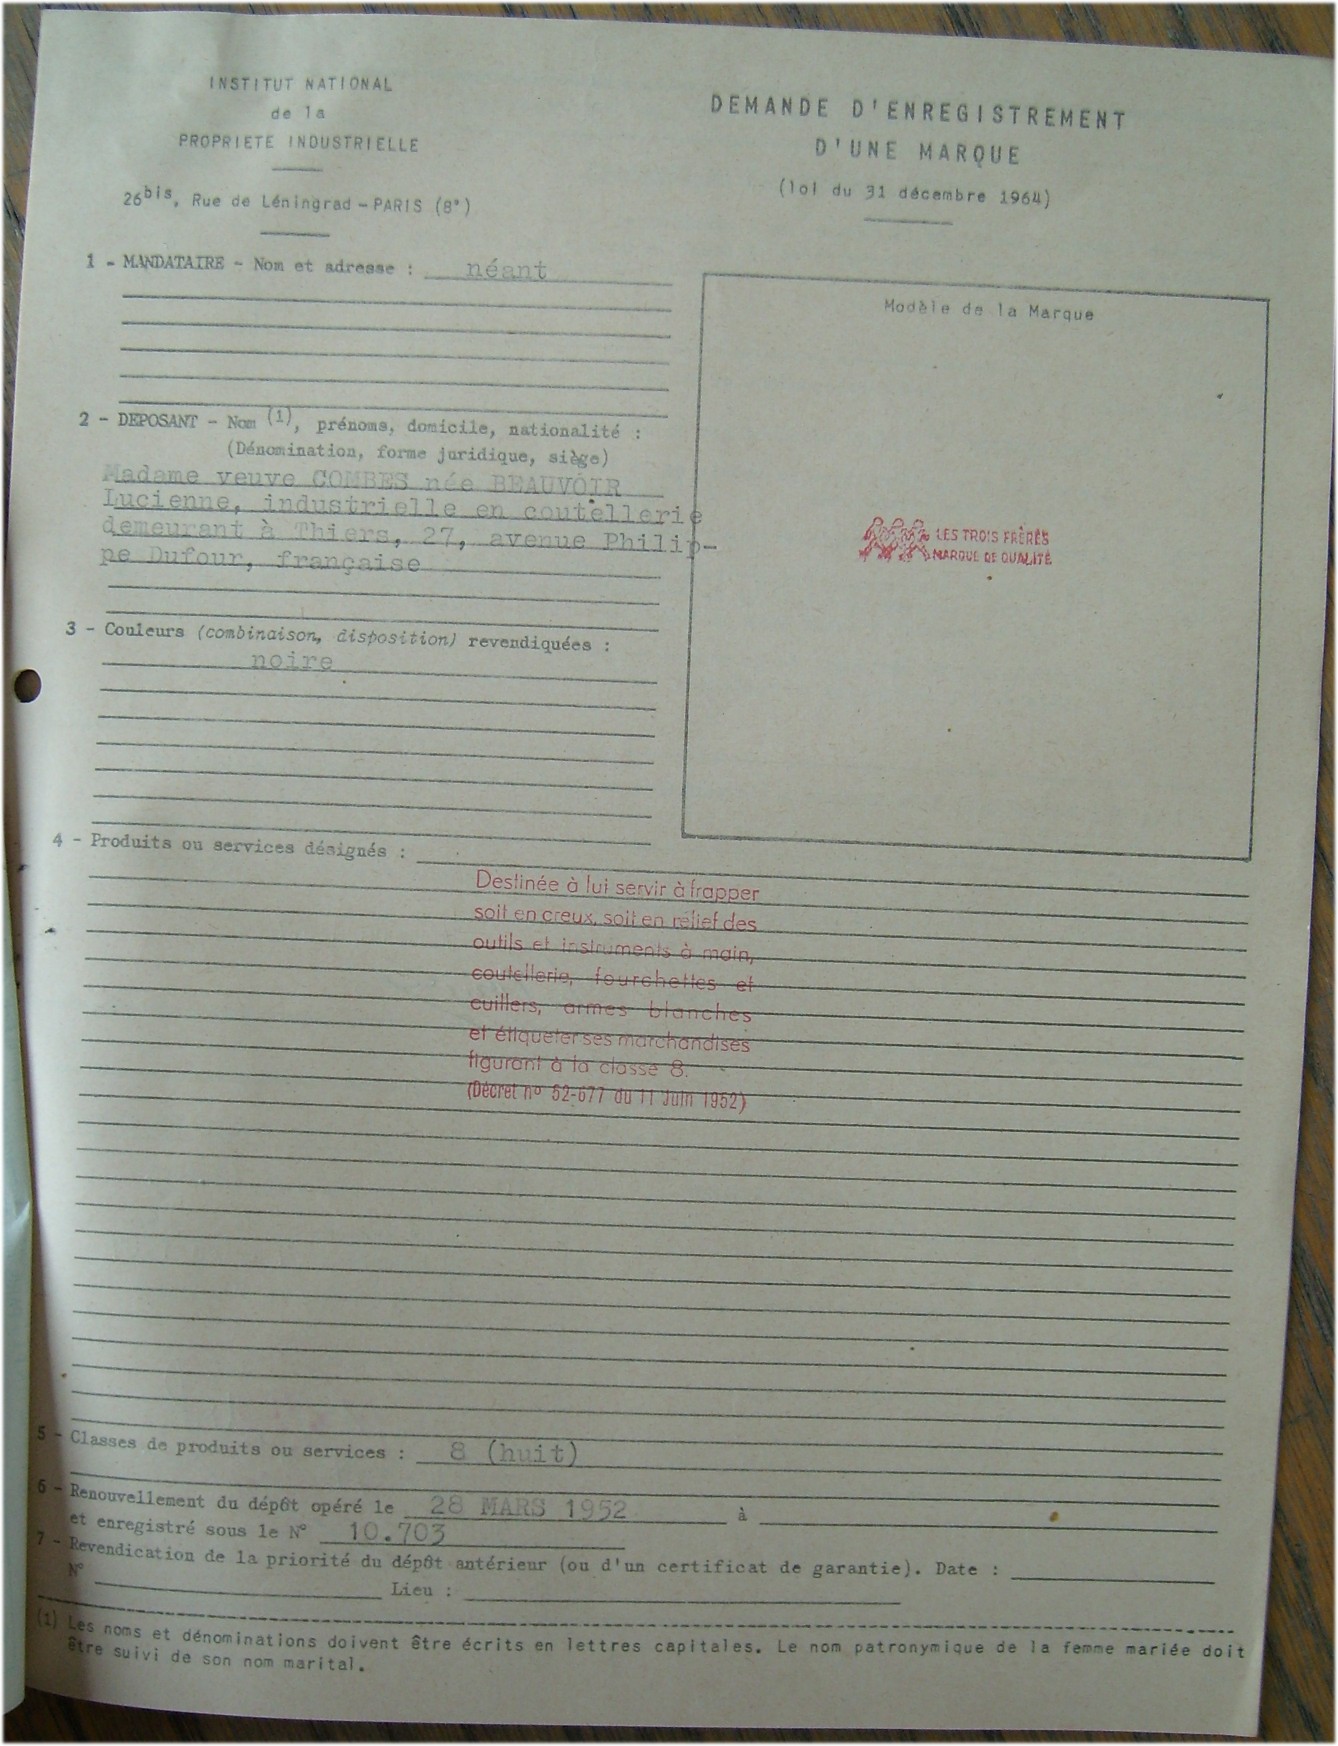 INSTITUT NATIONAL
de la
PROPRIETE INDUSTRIELLE
26bis, Rue de Léningrad - PARIS (8°)
DEMANDE D'ENREGISTREMENT
D'UNE MARQUE
(loi du 31 décembre 1964)
1 - MANDATAIRE - Nom et adresse : néant
2 - DEPOSANT - Nom (1), prénoms, domicile, nationalité :
(Dénomination, forme juridique, siège)
Madame veuve COMBES née BEAUVOIR
Lucienne, industrielle en coutellerie
demeurant à Thiers, 27, avenue Philip-
pe Dufour, française
3 - Couleurs (combinaison, disposition) revendiquées :
noire
Modèle de la Marque
LES TROIS FRÈRES
MARQUE DE QUALITÉ
4 - Produits ou services désignés :
Destinée à lui servir à frapper
soit en creux, soit en relief des
outils et instruments à main,
coutellerie, fourchettes et
cuillers, armes blanches
et étiqueter ses marchandises
figurant à la classe 8.
(Décret n° 52-677 du 11 Juin 1952)
5 - Classes de produits ou services : 8 (huit)
6 - Renouvellement du dépôt opéré le 28 MARS 1952 à
et enregistré sous le N° 10.703
7 - Revendication de la priorité du dépôt antérieur (ou d'un certificat de garantie). Date :
N° Lieu :
(1) Les noms et dénominations doivent être écrits en lettres capitales. Le nom patronymique de la femme mariée doit
être suivi de son nom marital.